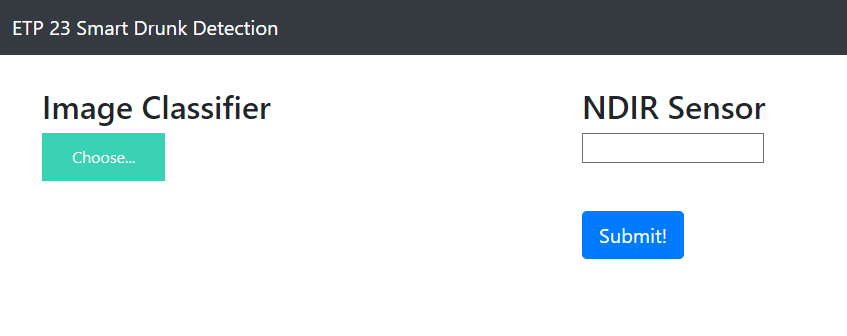 ETP 23 Smart Drunk Detection
Image Classifier
Choose...
NDIR Sensor
Submit!